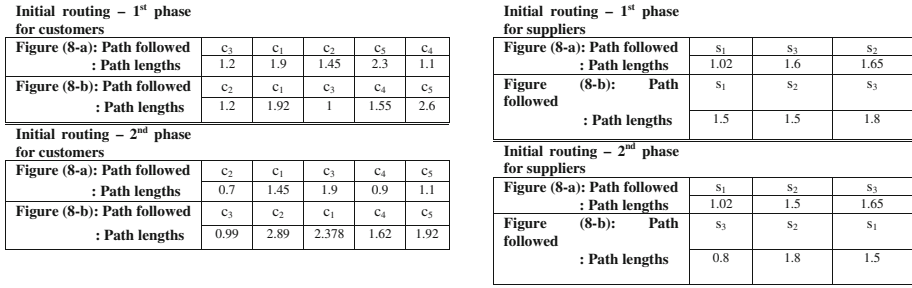 Initial routing – 1st phase
for customers
Figure (8-a): Path followed c3 c1 c2 c5 c4
: Path lengths 1.2 1.9 1.45 2.3 1.1
Figure (8-b): Path followed c2 c1 c3 c4 c5
: Path lengths 1.2 1.92 1 1.55 2.6
Initial routing – 2nd phase
for customers
Figure (8-a): Path followed c2 c1 c3 c4 c5
: Path lengths 0.7 1.45 1.9 0.9 1.1
Figure (8-b): Path followed c3 c2 c1 c4 c5
: Path lengths 0.99 2.89 2.378 1.62 1.92
Initial routing – 1st phase
for suppliers
Figure (8-a): Path followed s1 s3 s2
: Path lengths 1.02 1.6 1.65
Figure (8-b): Path s1 s2 s3
followed
: Path lengths 1.5 1.5 1.8
Initial routing – 2nd phase
for suppliers
Figure (8-a): Path followed s1 s2 s3
: Path lengths 1.02 1.5 1.65
Figure (8-b): Path s3 s2 s1
followed
: Path lengths 0.8 1.8 1.5